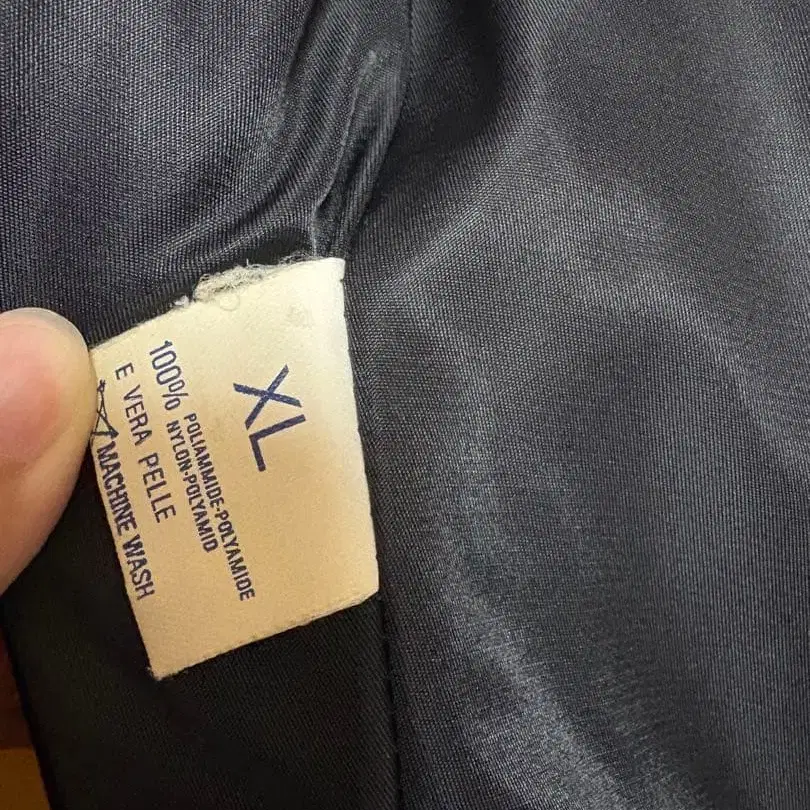 XL
100% POLIAMMIDE-POLYAMIDE
NYLON-POLYAMID
E VERA PELLE
MACHINE WASH